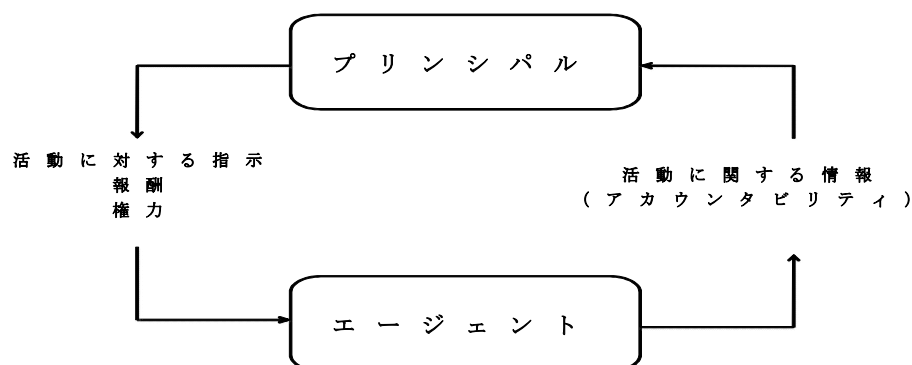 プリンシパル
活動に対する指示
報酬
権力
活動に関する情報
(アカウンタビリティ)
エージェント